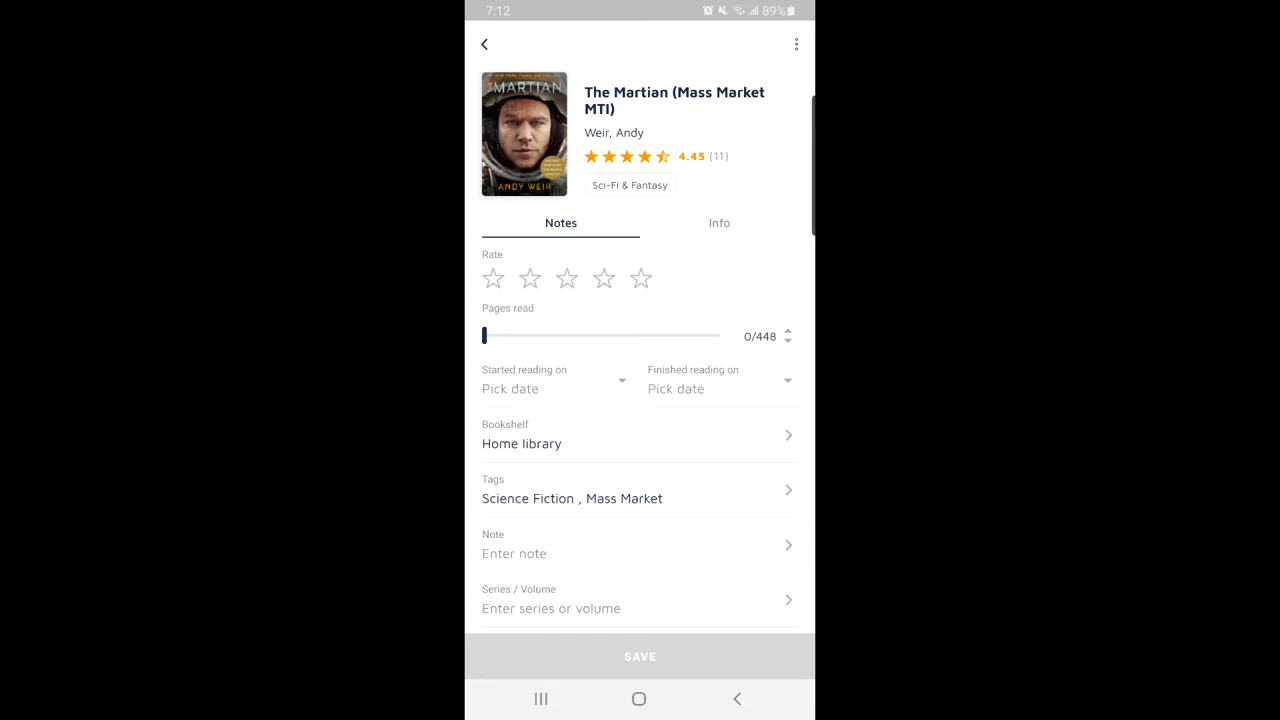 7:12
89%
MARTIAN
ANDY WEIR
The Martian (Mass Market
MTI)
Weir, Andy
4.45 (11)
Sci-Fi & Fantasy
Notes
Info
Rate
Pages read
0/448
Started reading on
Finished reading on
Pick date
Pick date
Bookshelf
Home library
Tags
Science Fiction , Mass Market
Note
Enter note
Series / Volume
Enter series or volume
SAVE